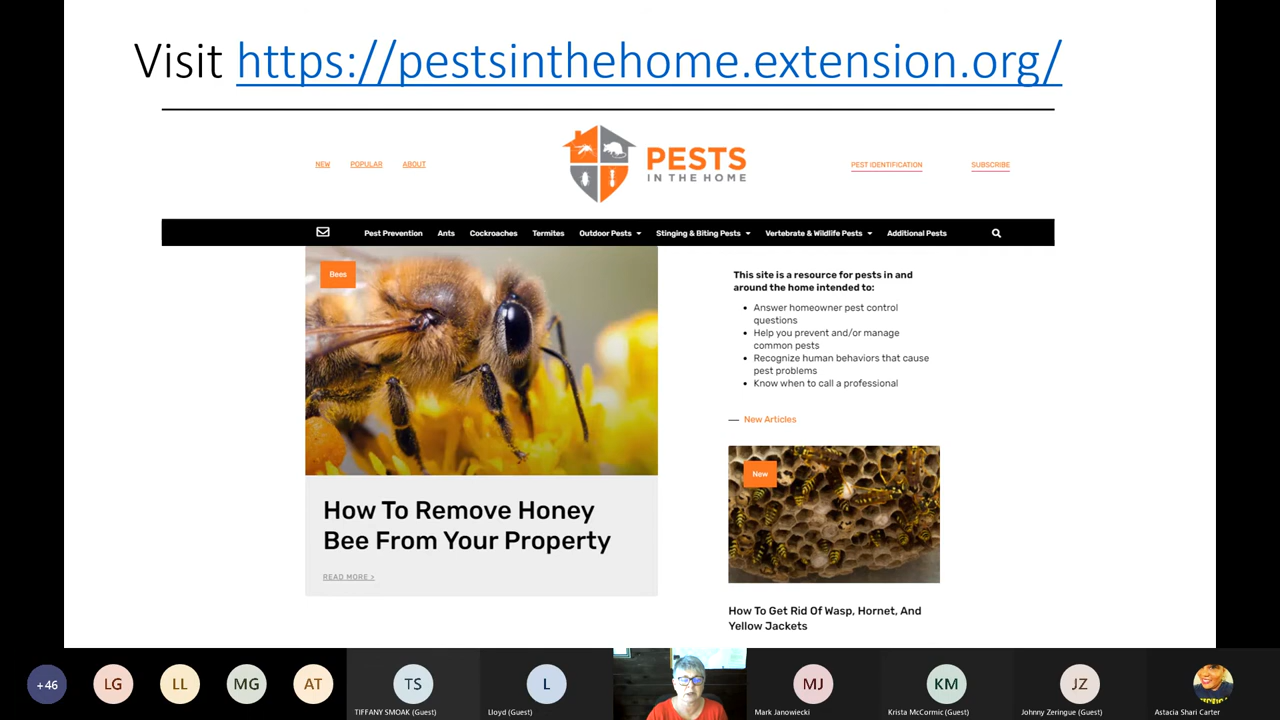 Visit https://pestsinthehome.extension.org/
NEW POPULAR ABOUT
PESTS
IN THE HOME
PEST IDENTIFICATION SUBSCRIBE
Pest Prevention Ants Cockroaches Termites Outdoor Pests Stinging & Biting Pests Vertebrate & Wildlife Pests Additional Pests
Bees
How To Remove Honey
Bee From Your Property
READ MORE >
This site is a resource for pests in and
around the home intended to:
• Answer homeowner pest control
questions
• Help you prevent and/or manage
common pests
• Recognize human behaviors that cause
pest problems
• Know when to call a professional
— New Articles
New
How To Get Rid Of Wasp, Hornet, And
Yellow Jackets
+46 LG LL MG AT TS L MJ KM JZ
TIFFANY SMOAK (Guest) Lloyd (Guest) Mark Janowiecki Krista McCormic (Guest) Johnny Zeringue (Guest) Astacia Shari Carter